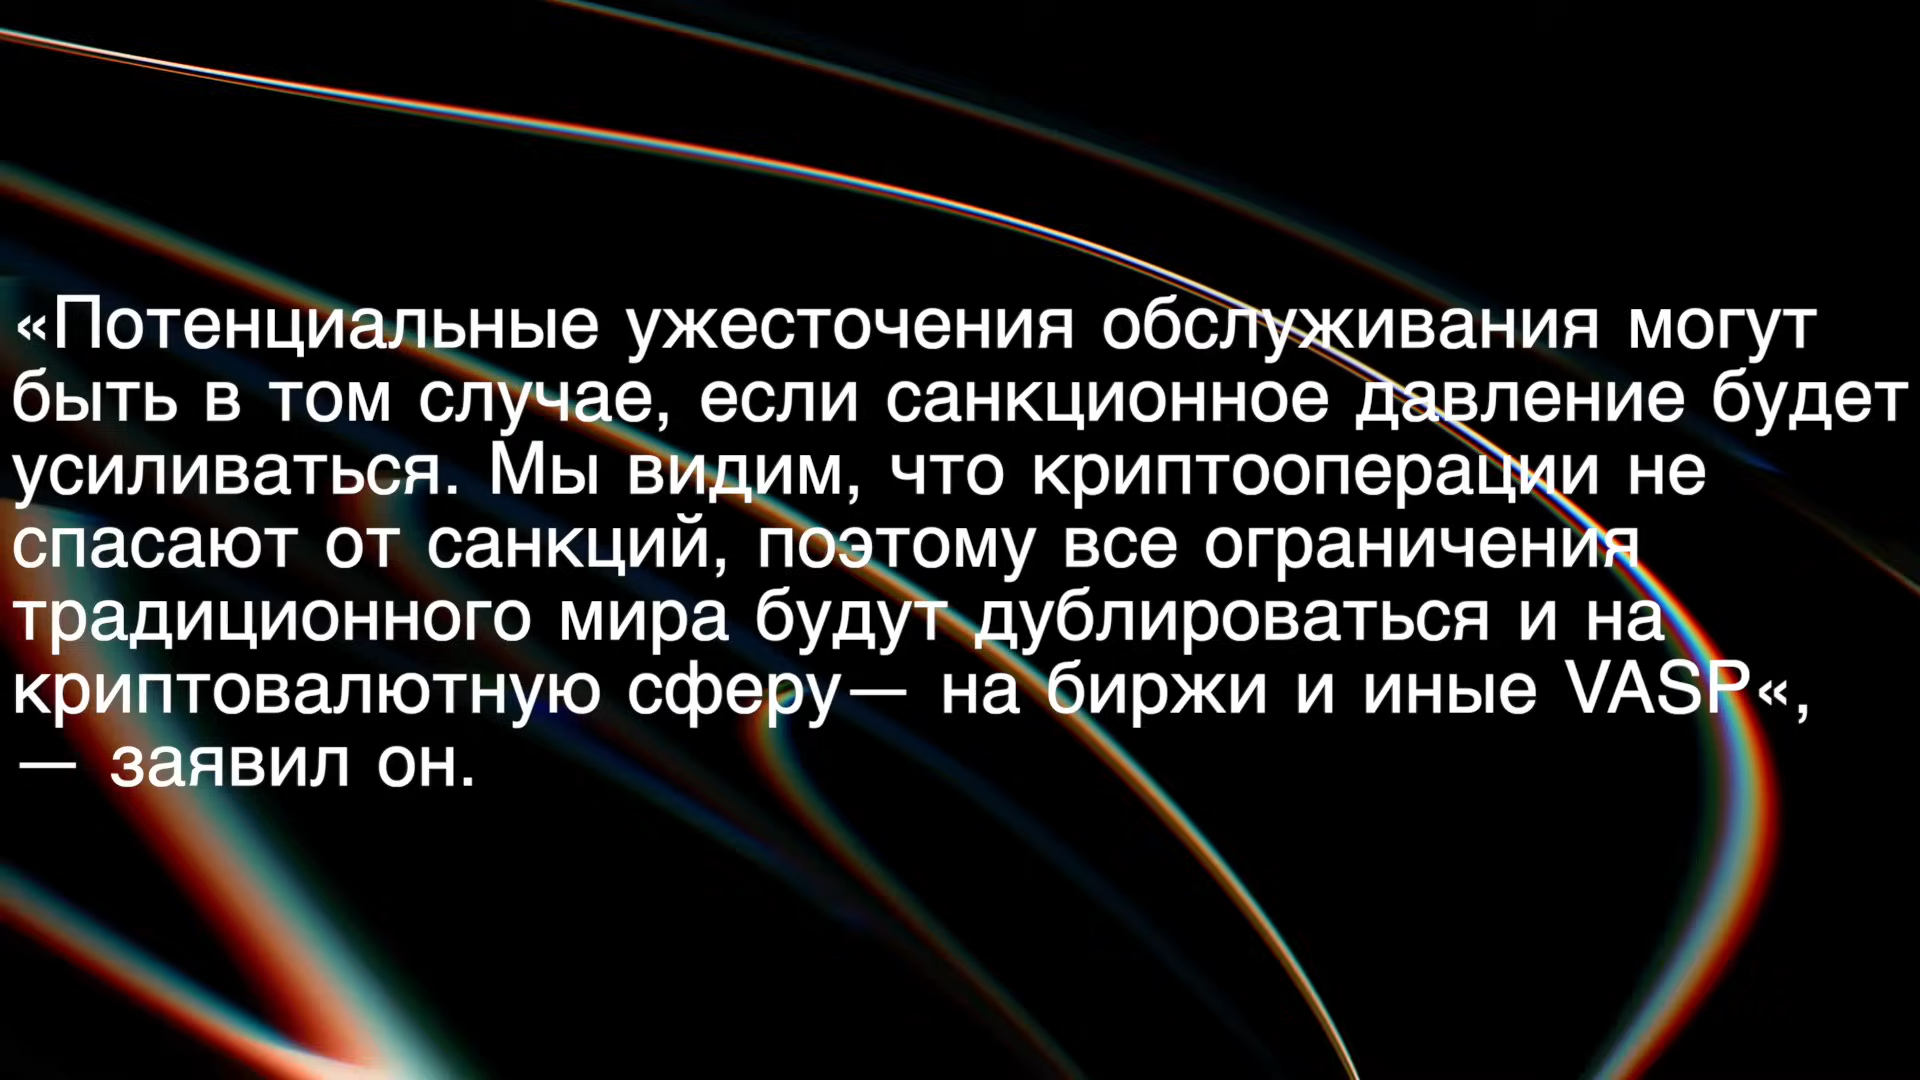 «Потенциальные ужесточения обслуживания могут
быть в том случае, если санкционное давление будет
усиливаться. Мы видим, что криптооперации не
спасают от санкций, поэтому все ограничения
традиционного мира будут дублироваться и на
криптовалютную сферу— на биржи и иные VASP«,
— заявил он.